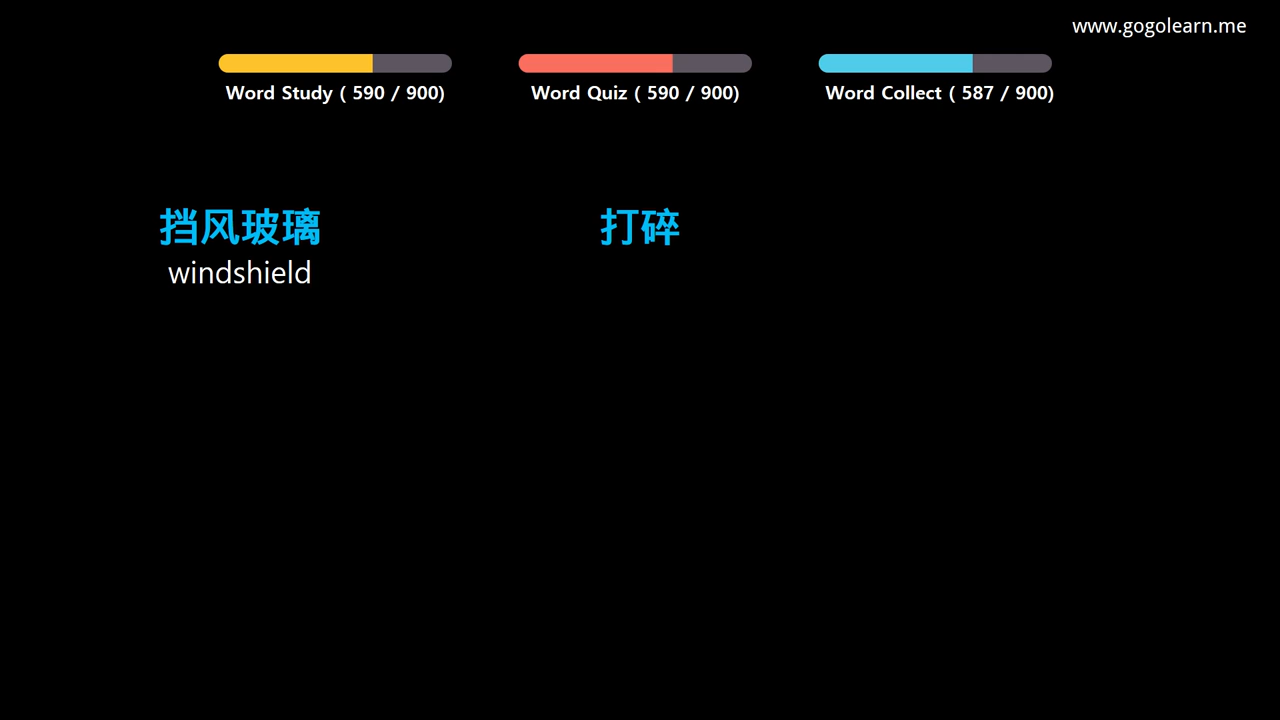 www.gogolearn.me
Word Study ( 590 / 900)
Word Quiz ( 590 / 900)
Word Collect ( 587 / 900)
挡风玻璃
windshield
打碎